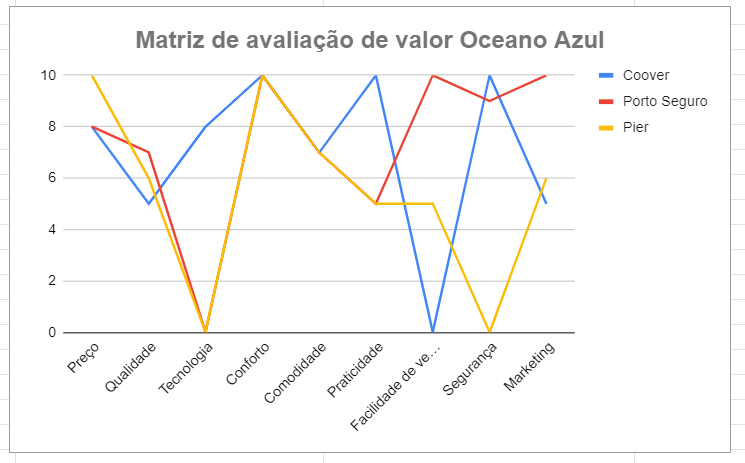 Matriz de avaliação de valor Oceano Azul
10
8
6
4
2
0
Coover
Porto Seguro
Pier
Preço
Qualidade
Tecnologia
Conforto
Comodidade
Praticidade
Facilidade de ve…
Segurança
Marketing